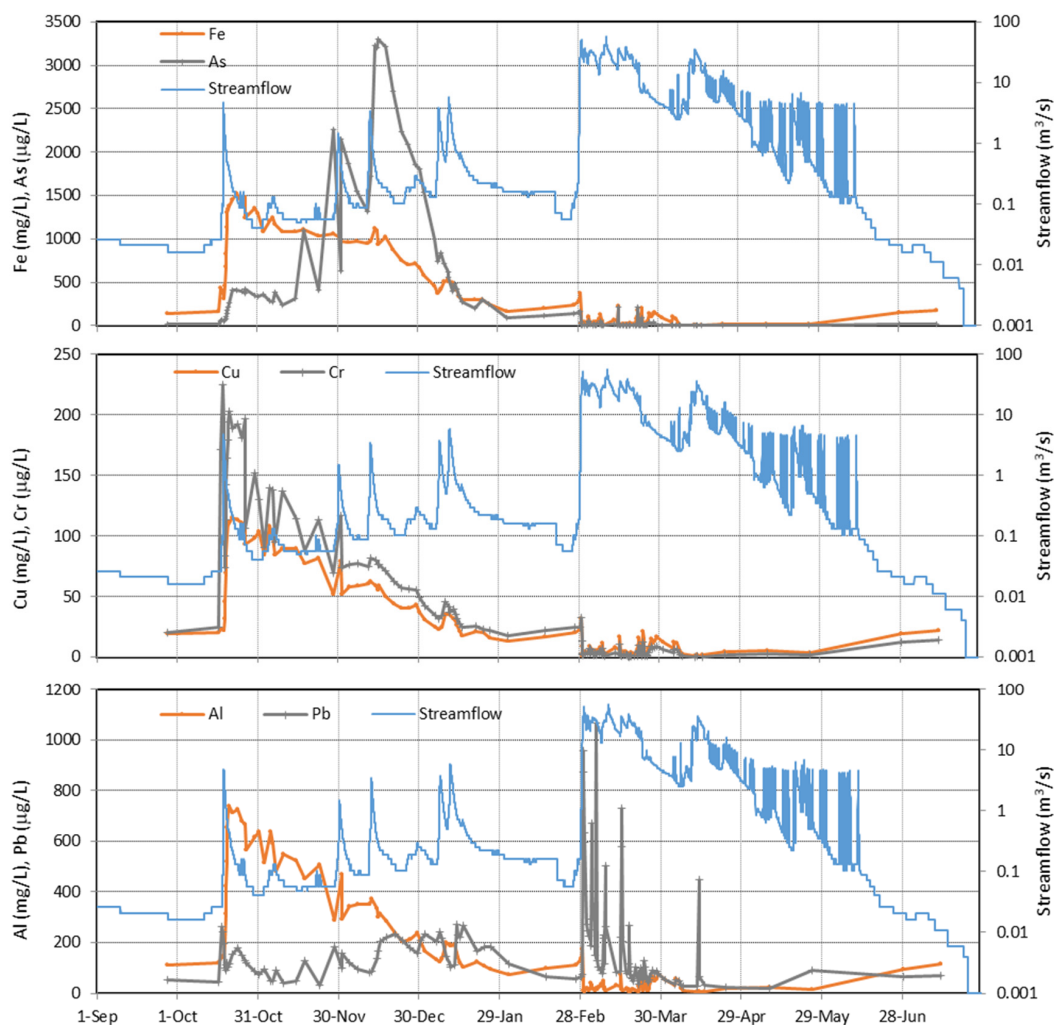 3500
3000
2500
2000
1500
1000
500
0
Fe (mg/L), As (μg/L)
Fe
As
Streamflow
100
10
1
0.1
0.01
0.001
Streamflow (m³/s)
250
200
150
100
50
0
Cu (mg/L), Cr (μg/L)
Cu
Cr
Streamflow
100
10
1
0.1
0.01
0.001
Streamflow (m³/s)
1200
1000
800
600
400
200
0
Al (mg/L), Pb (μg/L)
Al
Pb
Streamflow
100
10
1
0.1
0.01
0.001
Streamflow (m³/s)
1-Sep 1-Oct 31-Oct 30-Nov 30-Dec 29-Jan 28-Feb 30-Mar 29-Apr 29-May 28-Jun